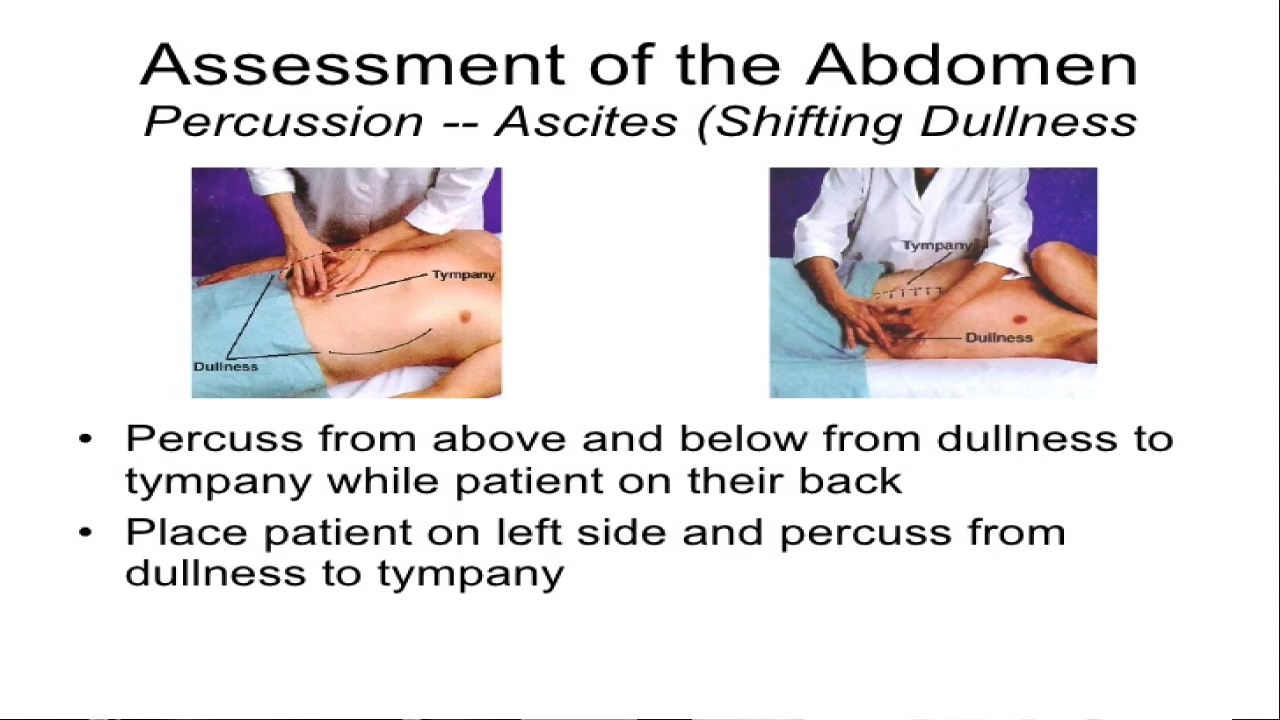 Assessment of the Abdomen
Percussion -- Ascites (Shifting Dullness
Tympany
Dullness
Tympany
Dullness
• Percuss from above and below from dullness to
tympany while patient on their back
• Place patient on left side and percuss from
dullness to tympany